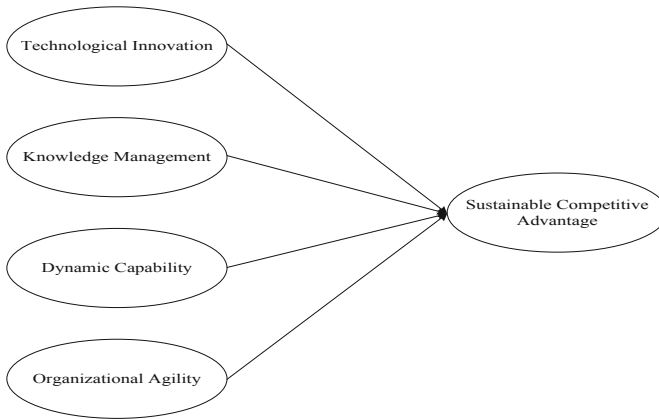 Technological Innovation
Knowledge Management
Sustainable Competitive
Advantage
Dynamic Capability
Organizational Agility